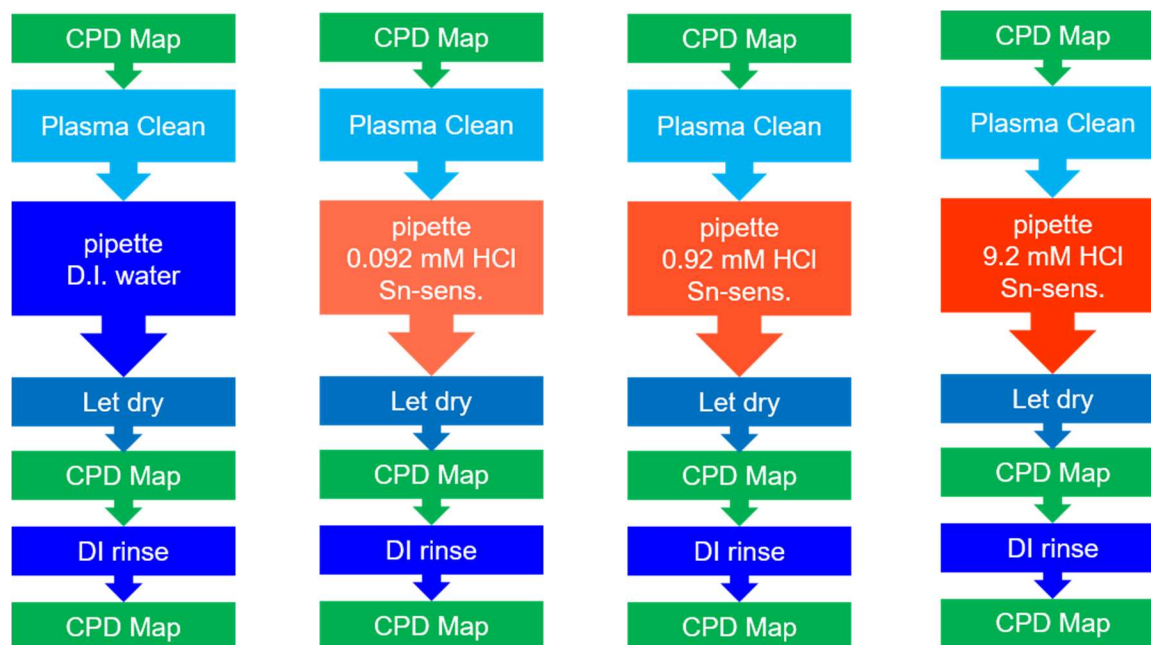 CPD Map
Plasma Clean
pipette
D.I. water
Let dry
CPD Map
DI rinse
CPD Map
CPD Map
Plasma Clean
pipette
0.092 mM HCl
Sn-sens.
Let dry
CPD Map
DI rinse
CPD Map
CPD Map
Plasma Clean
pipette
0.92 mM HCl
Sn-sens.
Let dry
CPD Map
DI rinse
CPD Map
CPD Map
Plasma Clean
pipette
9.2 mM HCl
Sn-sens.
Let dry
CPD Map
DI rinse
CPD Map